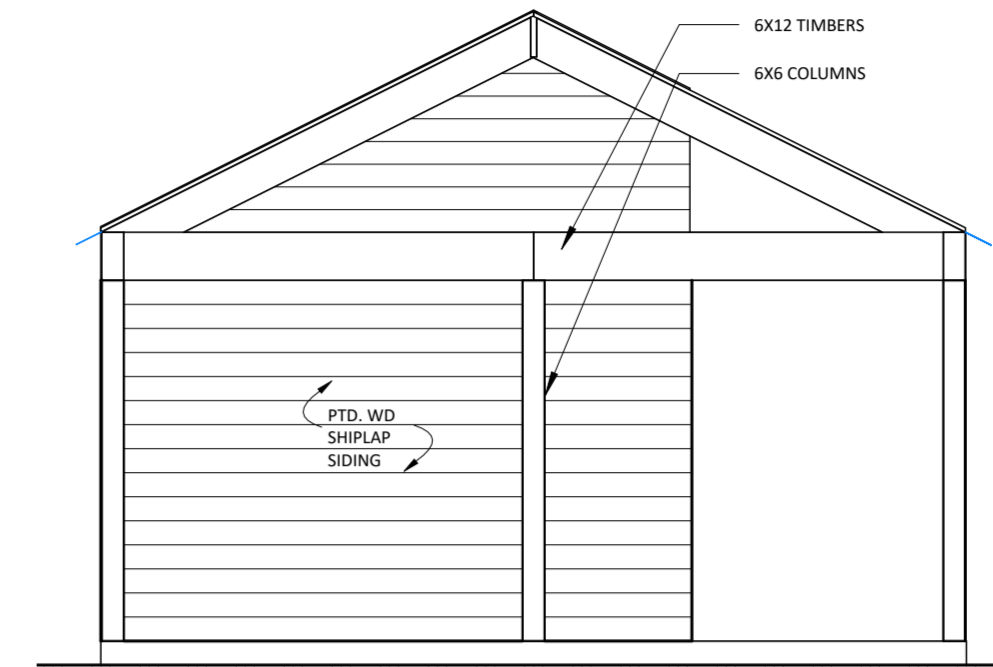 6X12 TIMBERS
6X6 COLUMNS
PTD. WD
SHIPLAP
SIDING